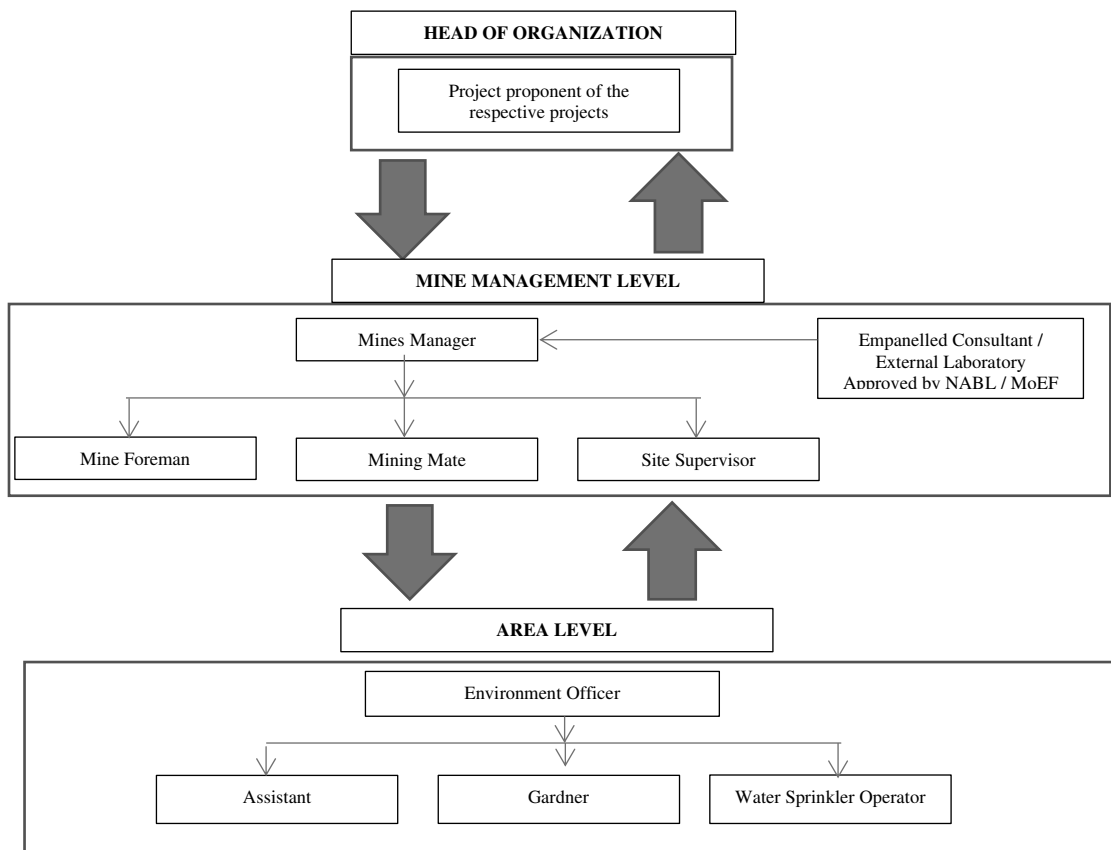 HEAD OF ORGANIZATION
Project proponent of the
respective projects
MINE MANAGEMENT LEVEL
Mines Manager
Empanelled Consultant /
External Laboratory
Approved by NABL / MoEF
Mine Foreman
Mining Mate
Site Supervisor
AREA LEVEL
Environment Officer
Assistant
Gardner
Water Sprinkler Operator